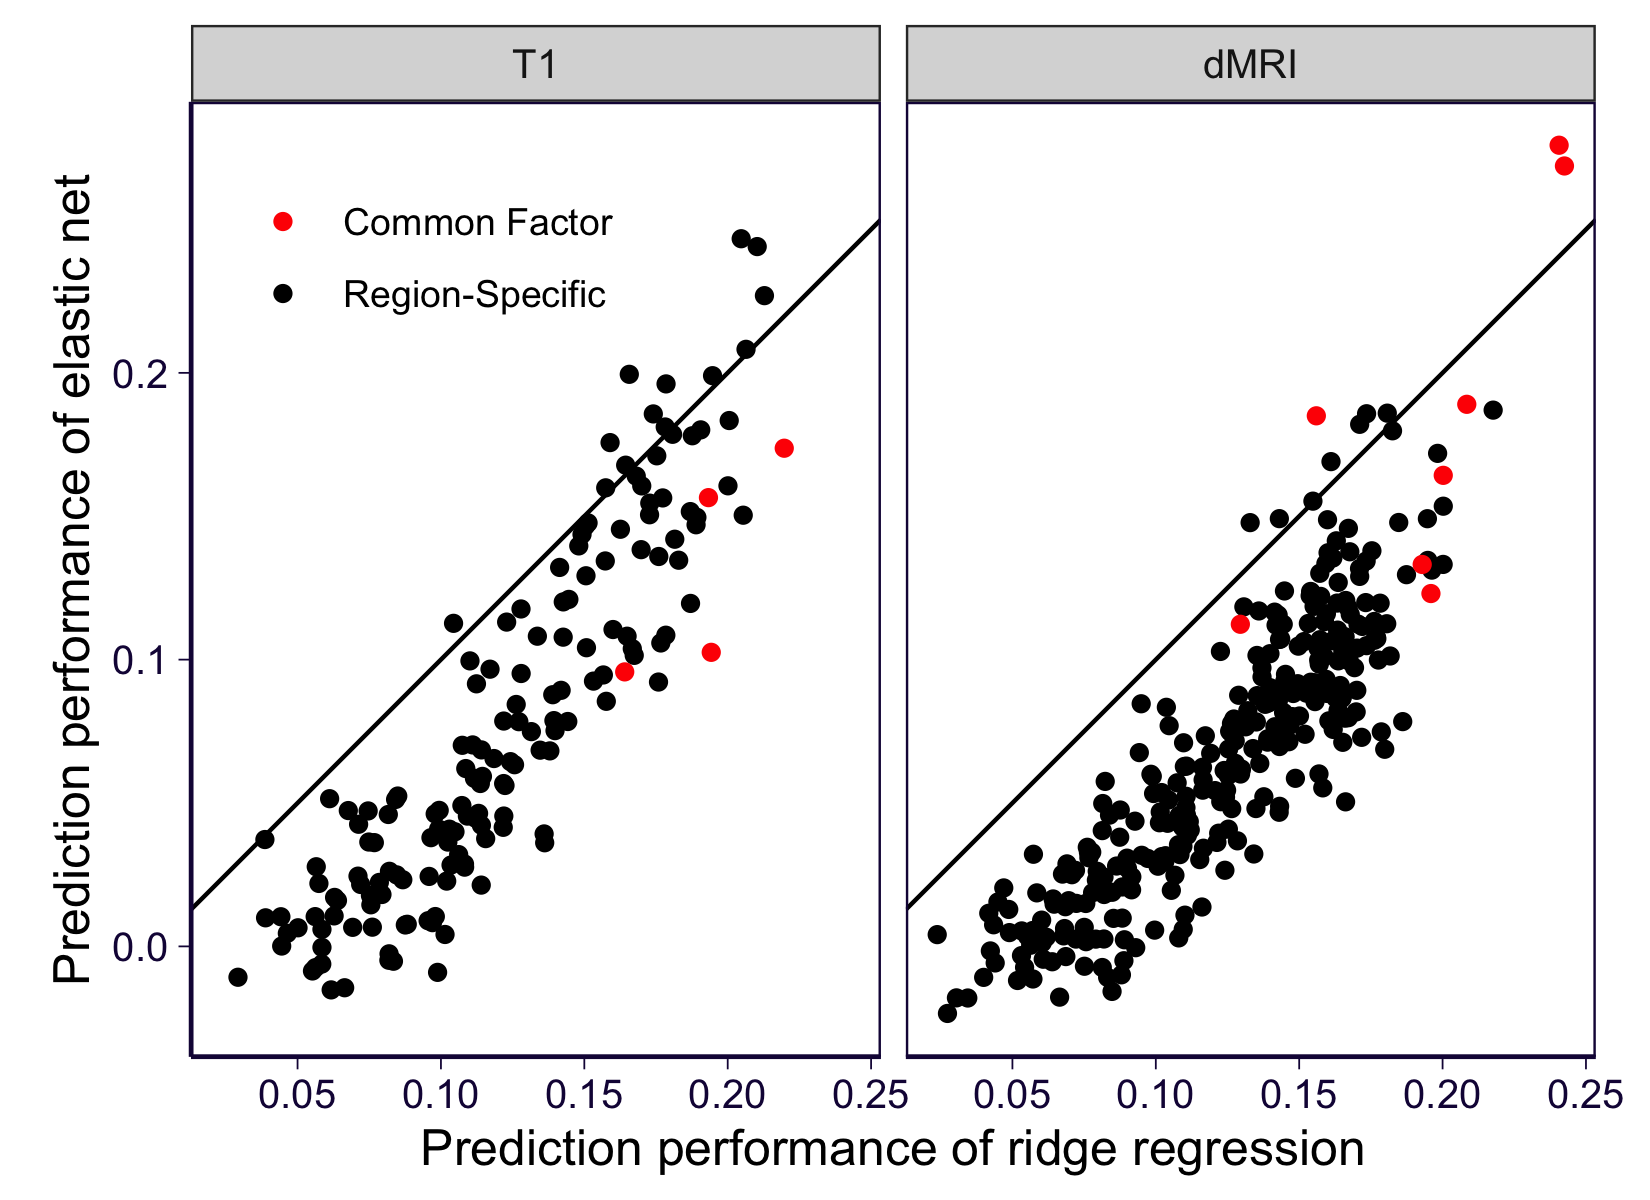 T1
dMRI
Common Factor
Region-Specific
Prediction performance of elastic net
0.2
0.1
0.0
0.05 0.10 0.15 0.20 0.25
0.05 0.10 0.15 0.20 0.25
Prediction performance of ridge regression